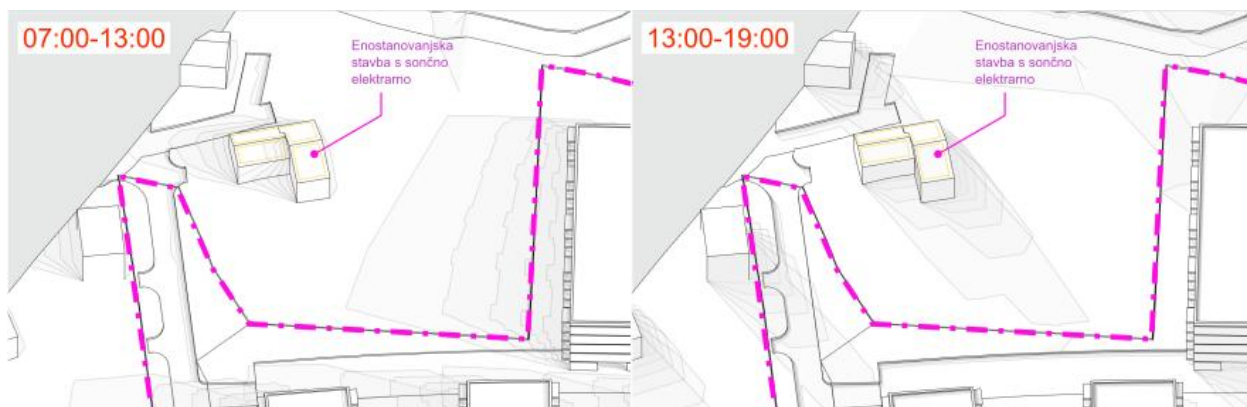 07:00-13:00
Enostanovanjska
stavba s sončno
elektrarno
13:00-19:00
Enostanovanjska
stavba s sončno
elektrarno